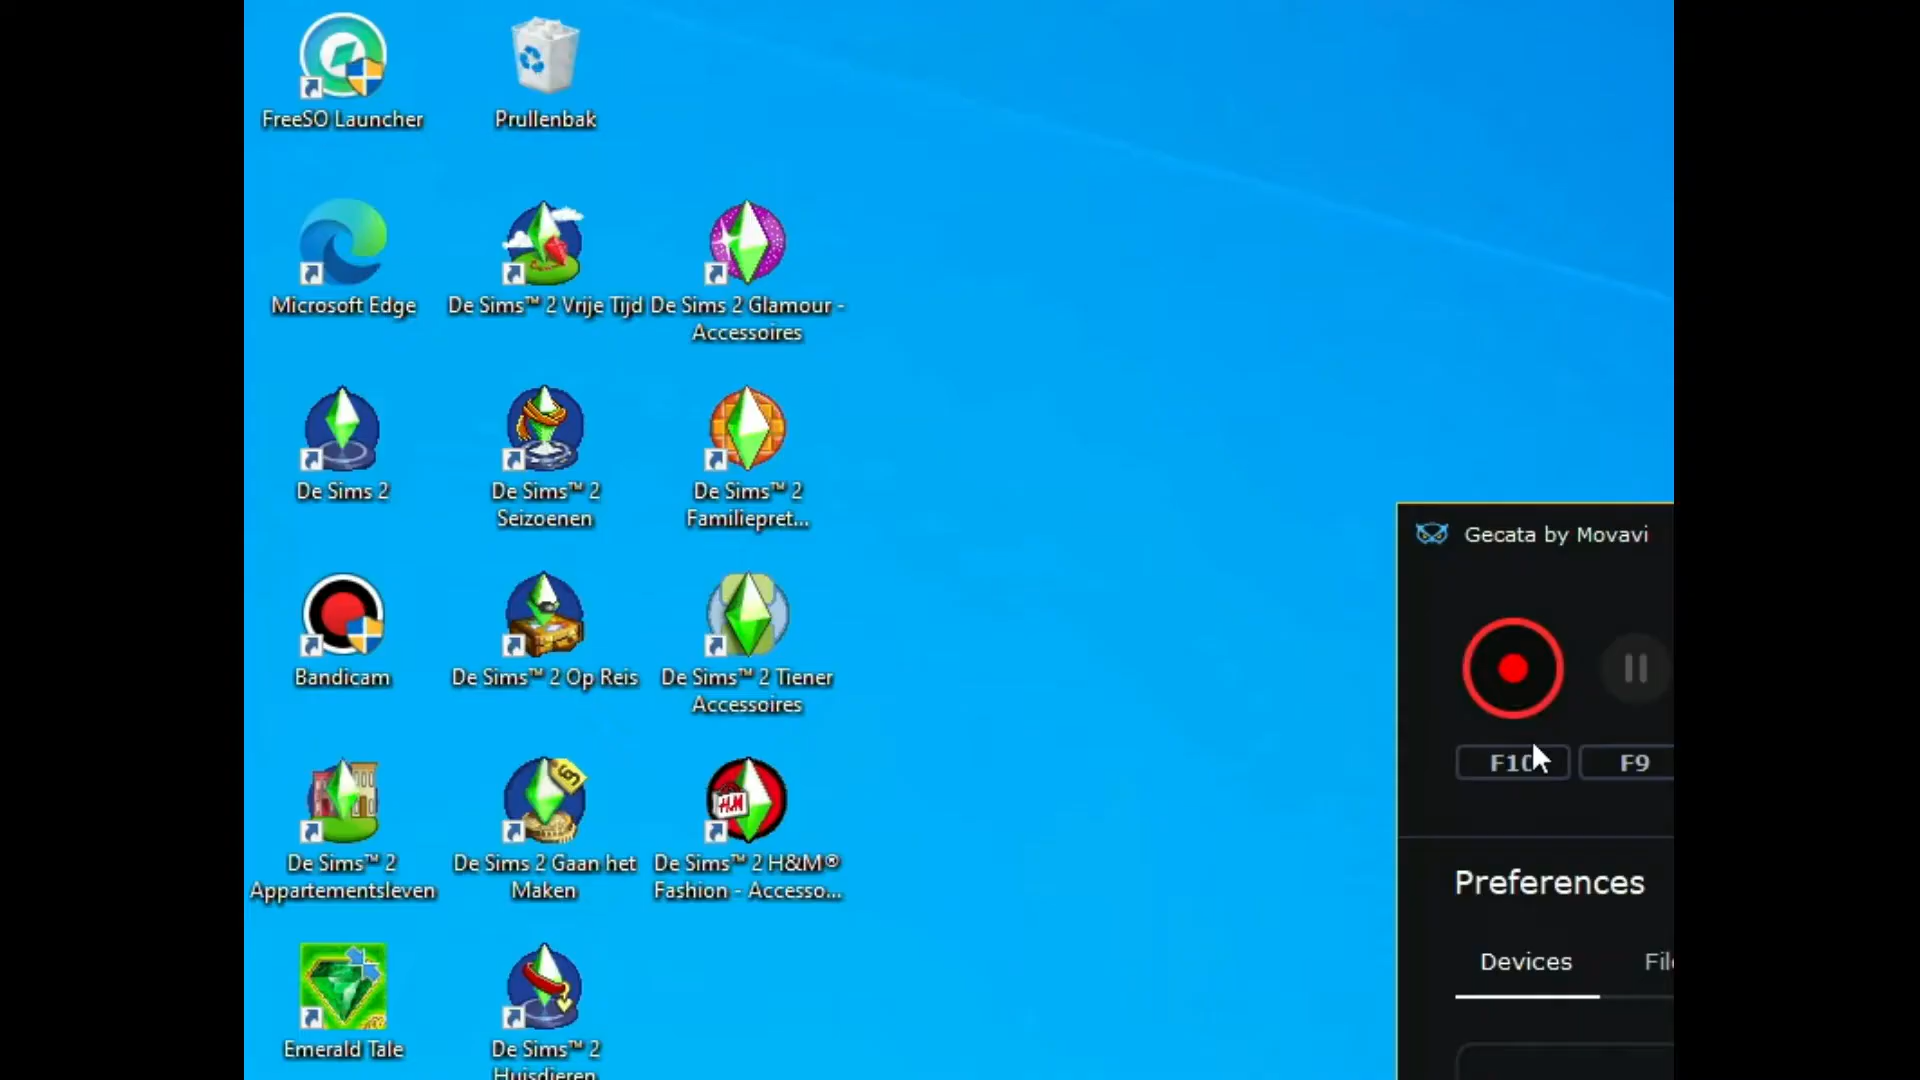 FreeSO Launcher
Prullenbak
Microsoft Edge
De Sims™ 2 Vrije Tijd
De Sims 2 Glamour -
Accessoires
De Sims 2
De Sims™ 2
Seizoenen
De Sims™ 2
Familiepret...
Bandicam
De Sims™ 2 Op Reis
De Sims™ 2 Tiener
Accessoires
De Sims™ 2
Appartementsleven
De Sims 2 Gaan het
Maken
H&M
De Sims™ 2 H&M®
Fashion - Accesso...
Emerald Tale
De Sims™ 2
Huisdieren
Gecata by Movavi
F10
F9
Preferences
Devices
File